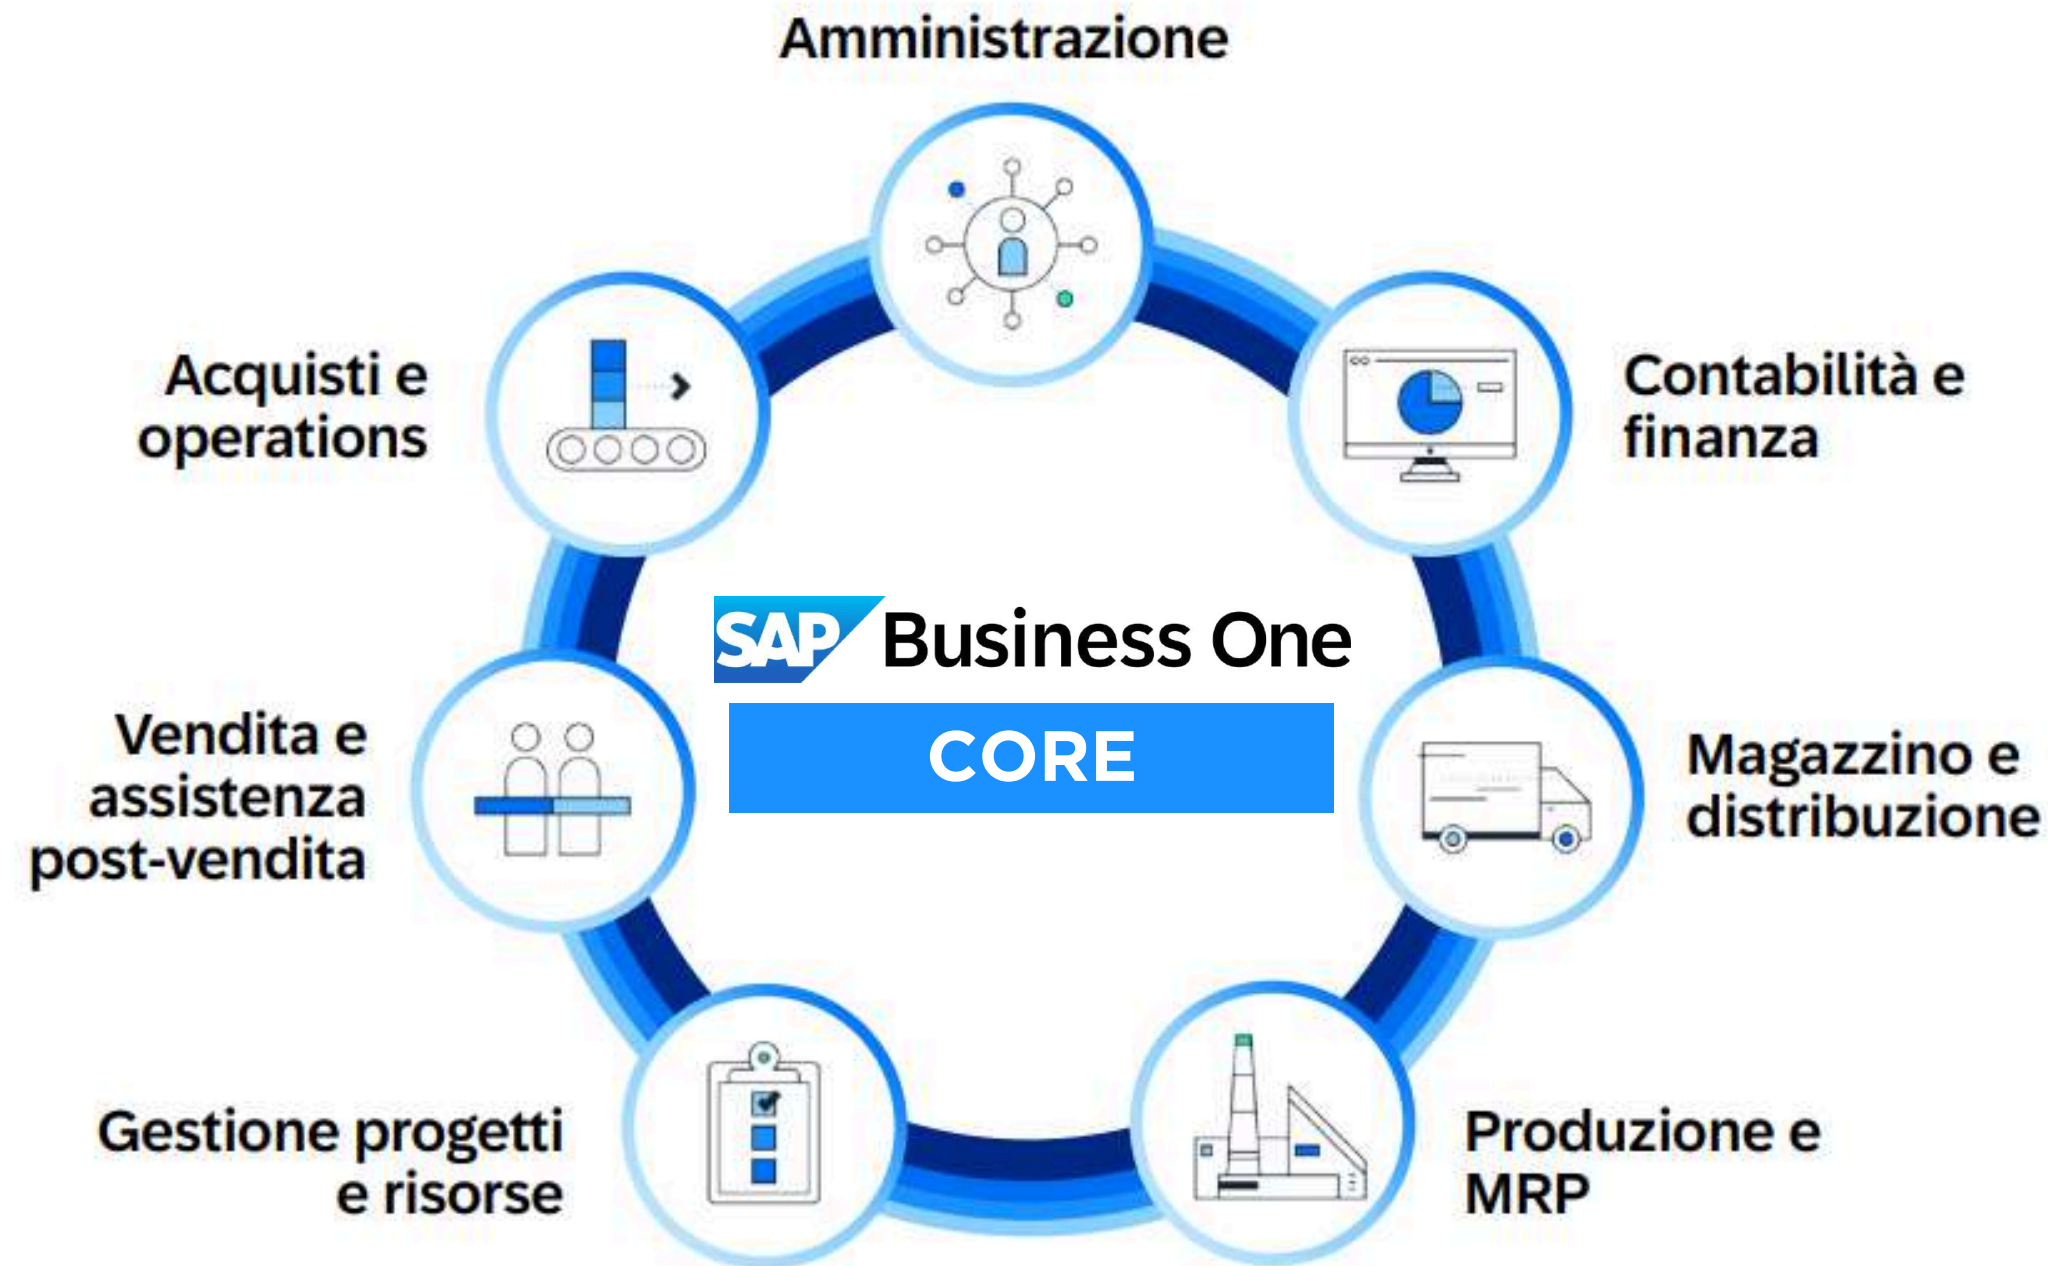 Amministrazione
Acquisti e
operations
Contabilità e
finanza
SAP Business One
CORE
Vendita e
assistenza
post-vendita
Magazzino e
distribuzione
Gestione progetti
e risorse
Produzione e
MRP